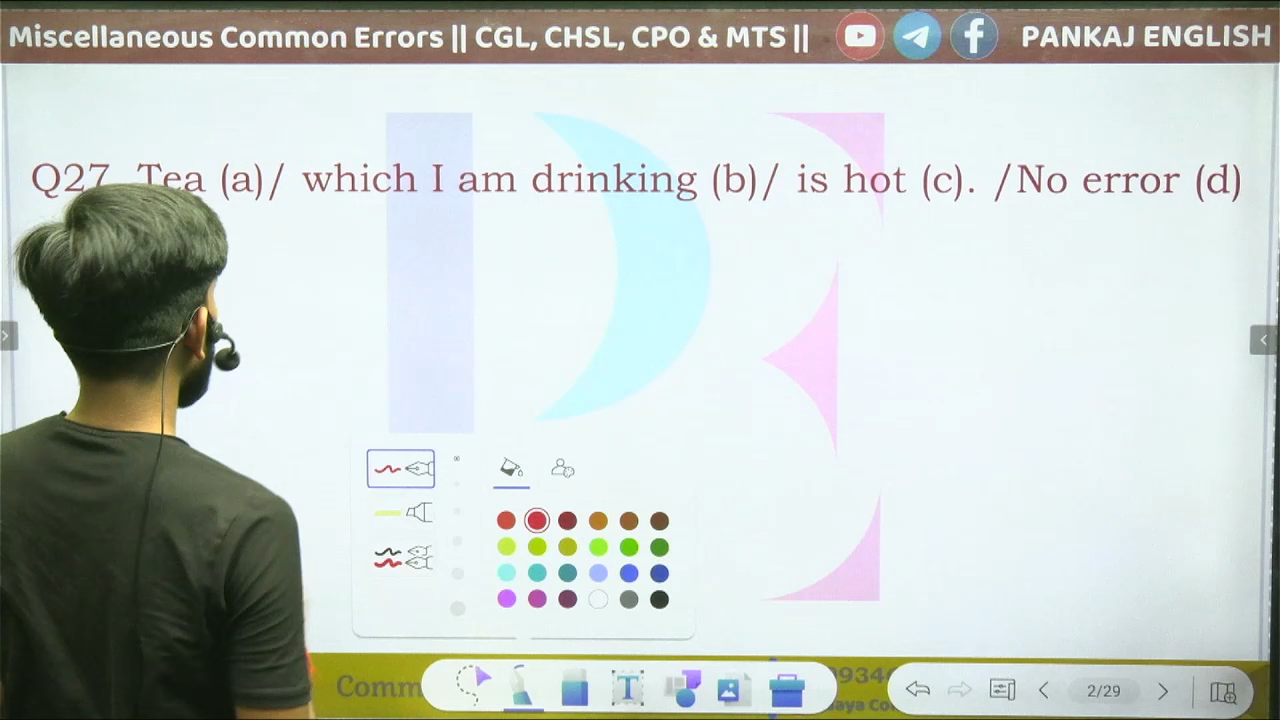 Miscellaneous Common Errors || CGL, CHSL, CPO & MTS || PANKAJ ENGLISH
Q27. Tea (a)/ which I am drinking (b)/ is hot (c). /No error (d)
2/29